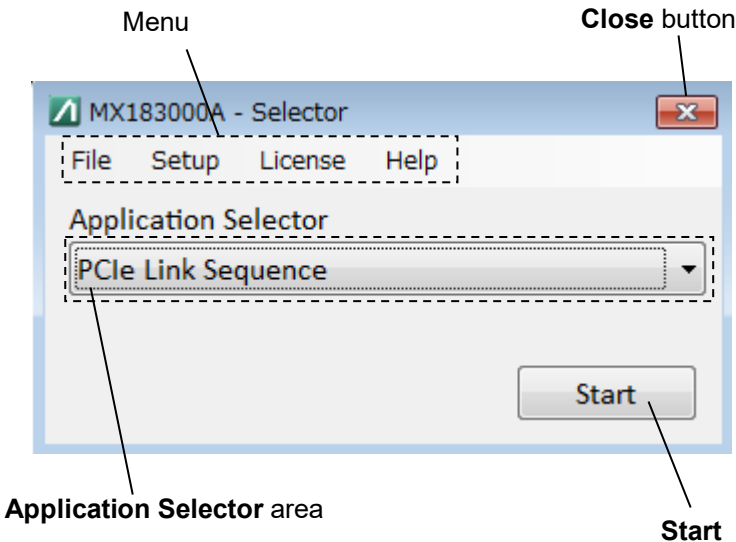 Menu
Close button
MX183000A - Selector
File Setup License Help
Application Selector
PCIe Link Sequence
Start
Application Selector area
Start